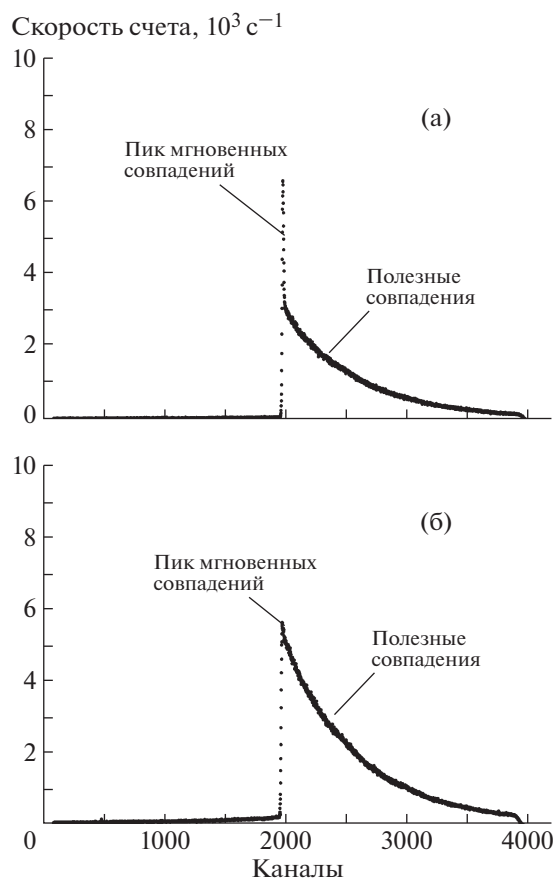 Скорость счета, 10³ с⁻¹
10
(а)
Пик мгновенных
совпадений
8
6
Полезные
совпадения
4
2
0
10
(б)
8
Пик мгновенных
совпадений
6
Полезные
совпадения
4
2
0
1000
2000
3000
4000
Каналы